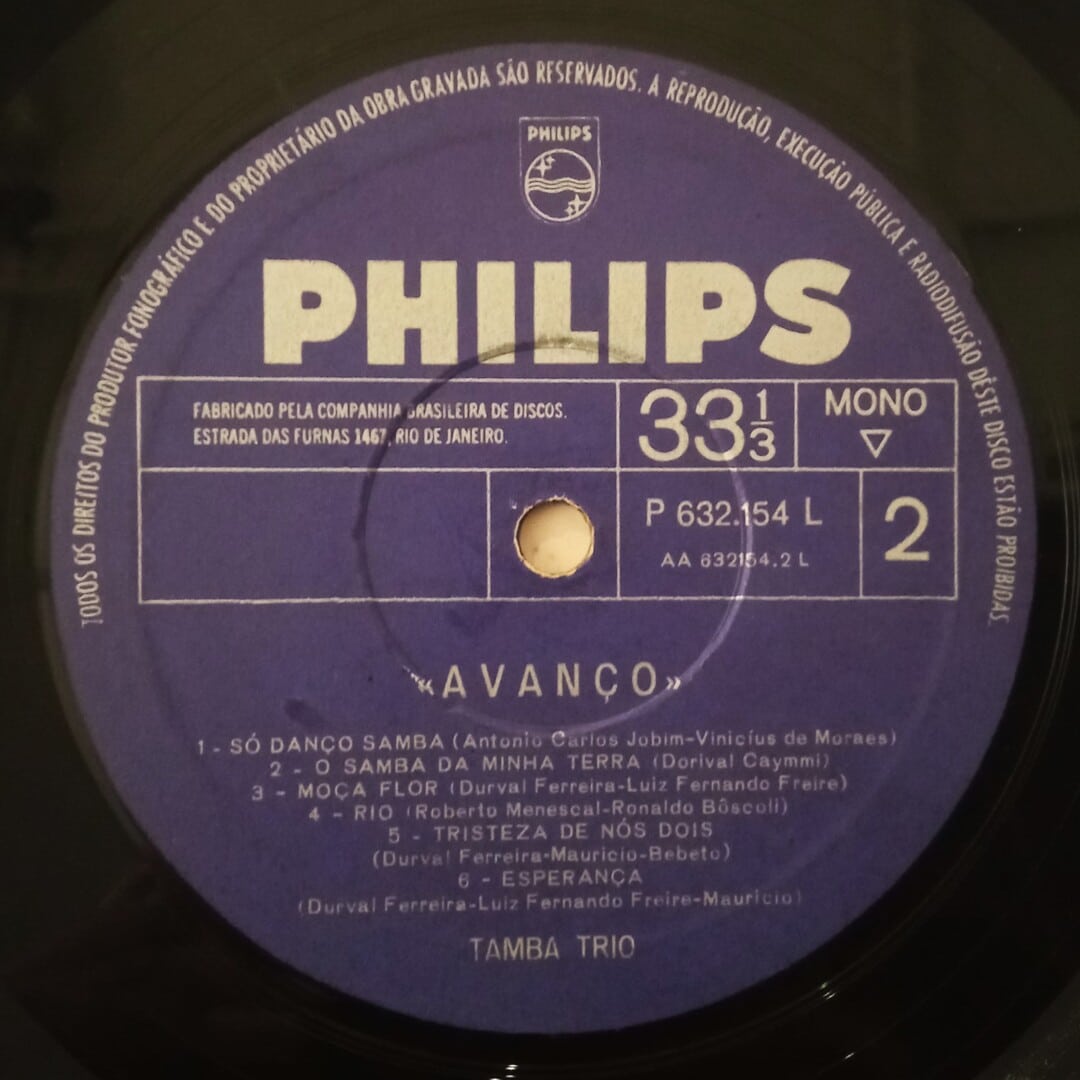 TODOS OS DIREITOS DO PRODUTOR FONOGRÁFICO E DO PROPRIETÁRIO DA OBRA GRAVADA SÃO RESERVADOS. A REPRODUÇÃO, EXECUÇÃO PÚBLICA E RADIODIFUSÃO DÊSTE DISCO ESTÃO PROIBIDAS.
PHILIPS
PHILIPS
FABRICADO PELA COMPANHIA BRASILEIRA DE DISCOS.
ESTRADA DAS FURNAS 1467, RIO DE JANEIRO.
33 1/3
MONO
P 632.154 L
AA 632154.2 L
2
«AVANÇO»
1 - SÓ DANÇO SAMBA (Antonio Carlos Jobim-Vinicíus de Moraes)
2 - O SAMBA DA MINHA TERRA (Dorival Caymmi)
3 - MOÇA FLOR (Durval Ferreira-Luiz Fernando Freire)
4 - RIO (Roberto Menescal-Ronaldo Bôscoli)
5 - TRISTEZA DE NÓS DOIS
(Durval Ferreira-Mauricio-Bebeto)
6 - ESPERANÇA
(Durval Ferreira-Luiz Fernando Freire-Mauricio)
TAMBA TRIO